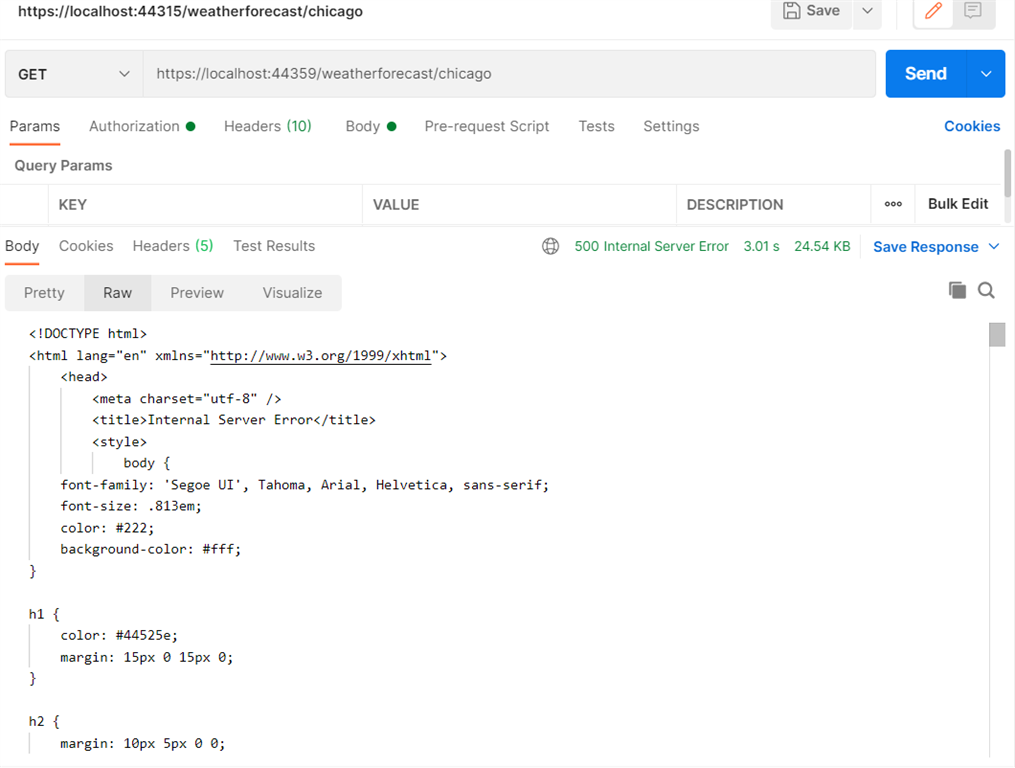 https://localhost:44315/weatherforecast/chicago Save
GET https://localhost:44359/weatherforecast/chicago Send
Params Authorization Headers (10) Body Pre-request Script Tests Settings Cookies
Query Params
KEY VALUE DESCRIPTION ooo Bulk Edit
Body Cookies Headers (5) Test Results 500 Internal Server Error 3.01 s 24.54 KB Save Response
Pretty Raw Preview Visualize
<!DOCTYPE html>
<html lang="en" xmlns="http://www.w3.org/1999/xhtml">
<head>
<meta charset="utf-8" />
<title>Internal Server Error</title>
<style>
body {
font-family: 'Segoe UI', Tahoma, Arial, Helvetica, sans-serif;
font-size: .813em;
color: #222;
background-color: #fff;
}
h1 {
color: #44525e;
margin: 15px 0 15px 0;
}
h2 {
margin: 10px 5px 0 0;